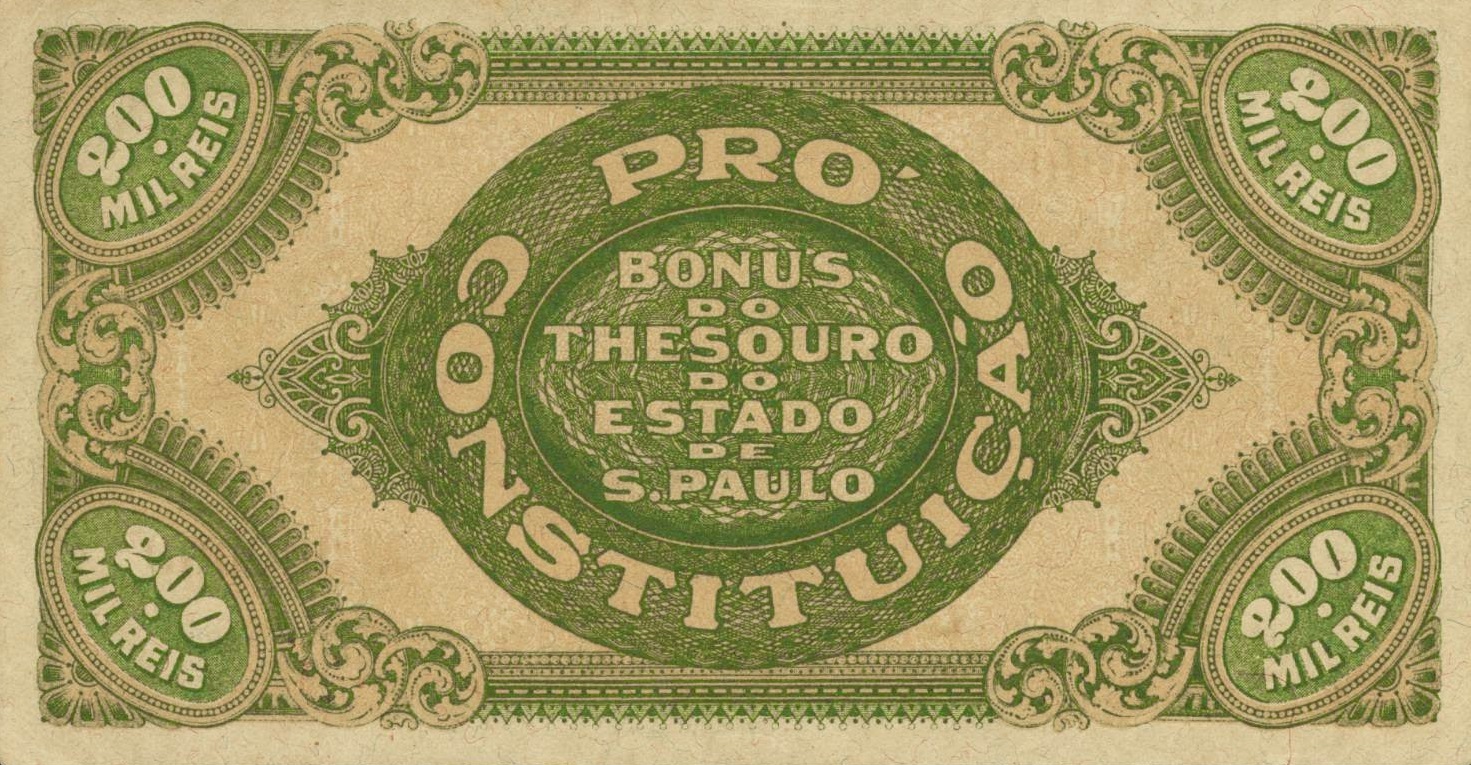 200
MIL REIS
200
MIL REIS
PRÓ
CONSTITUIÇÃO
BONUS
DO
THESOURO
DO
ESTADO
DE
S. PAULO
200
MIL REIS
200
MIL REIS